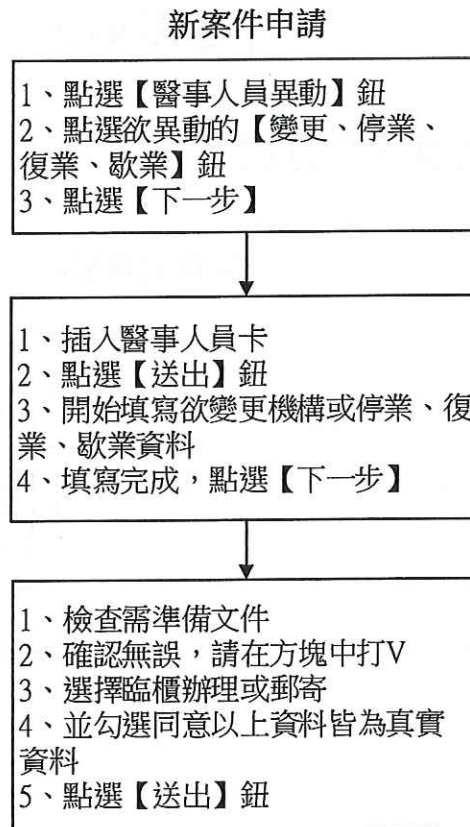 新案件申請
1、點選【醫事人員異動】鈕
2、點選欲異動的【變更、停業、
復業、歇業】鈕
3、點選【下一步】
1、插入醫事人員卡
2、點選【送出】鈕
3、開始填寫欲變更機構或停業、復
業、歇業資料
4、填寫完成，點選【下一步】
1、檢查需準備文件
2、確認無誤，請在方塊中打V
3、選擇臨櫃辦理或郵寄
4、並勾選同意以上資料皆為真實
資料
5、點選【送出】鈕